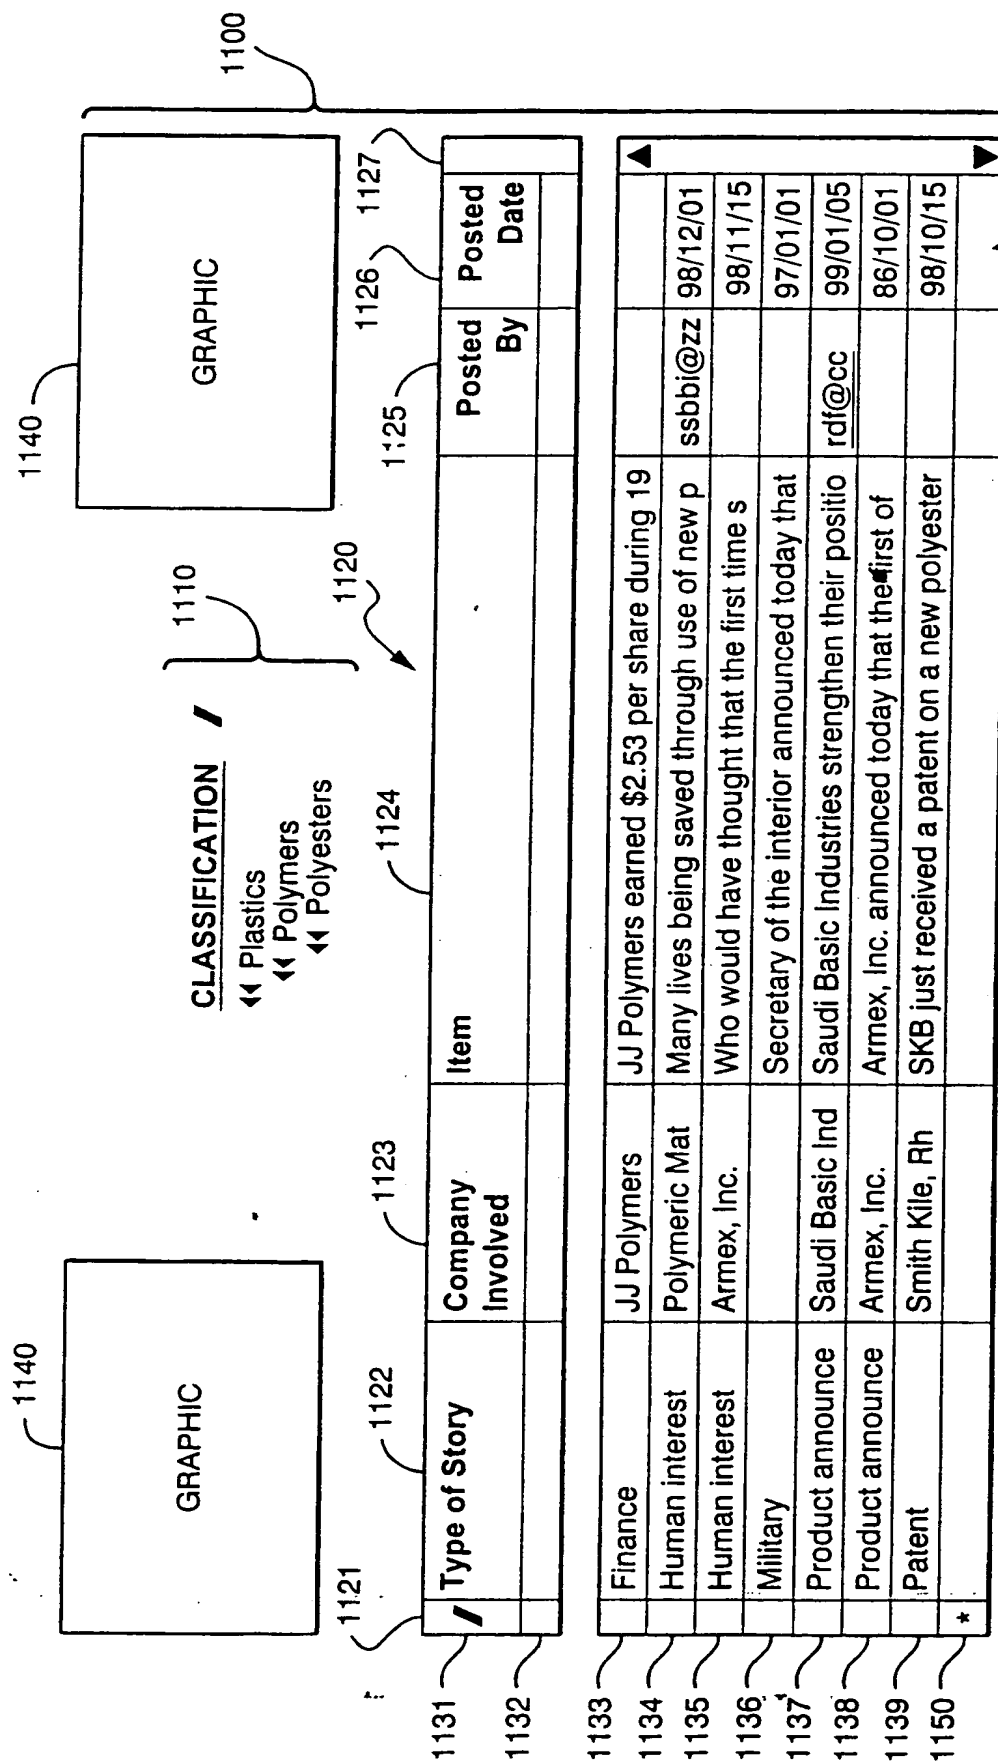 1140
1140
1100
GRAPHIC
GRAPHIC
CLASSIFICATION
1110
Plastics
Polymers
Polyesters
1120
1121
1122
1123
1124
1125
1126
1127
1131 Type of Story Company Involved Item Posted By Posted Date
1132
1133 Finance JJ Polymers JJ Polymers earned $2.53 per share during 19
1134 Human interest Polymeric Mat Many lives being saved through use of new p ssbbi@zz 98/12/01
1135 Human interest Armex, Inc. Who would have thought that the first time s 98/11/15
1136 Military Secretary of the interior announced today that 97/01/01
1137 Product announce Saudi Basic Ind Saudi Basic Industries strengthen their positio rdf@cc 99/01/05
1138 Product announce Armex, Inc. Armex, Inc. announced today that the first of 86/10/01
1139 Patent Smith Kile, Rh SKB just received a patent on a new polyester 98/10/15
1150 *